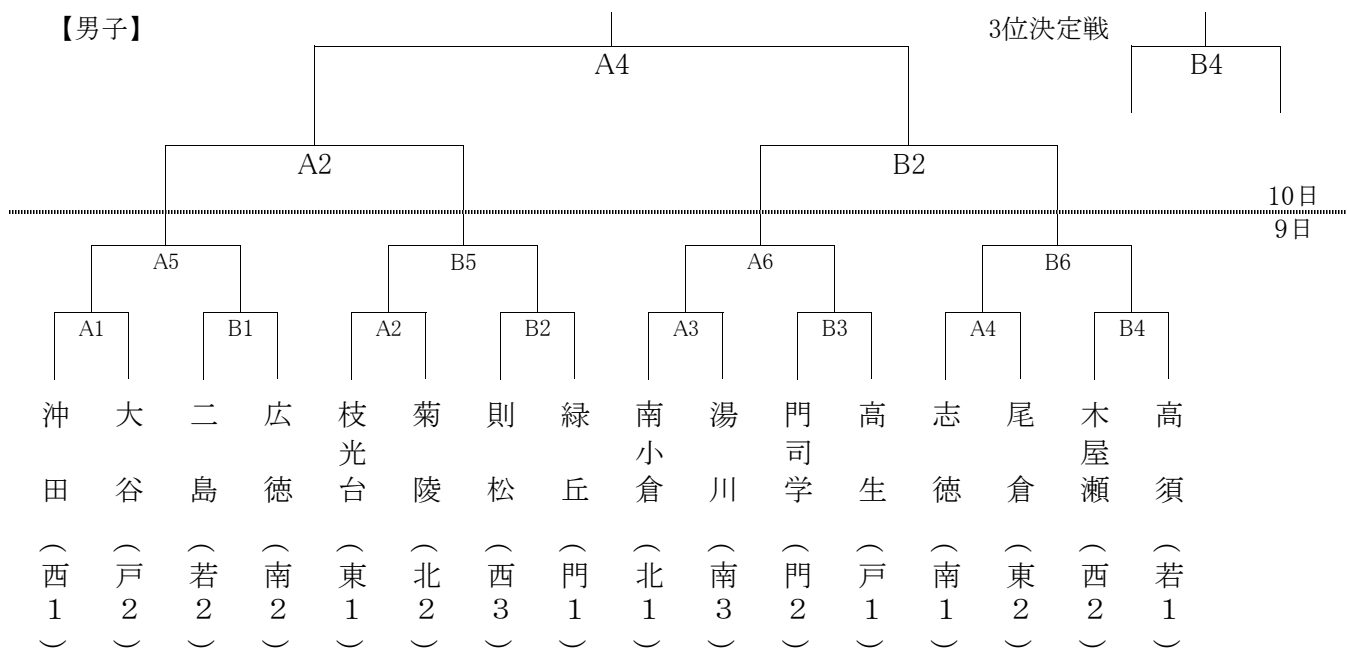 【男子】
3位決定戦
A4
B4
A2
B2
10日
9日
A5
B5
A6
B6
A1
B1
A2
B2
A3
B3
A4
B4
沖田（西1）
大谷（戸2）
二島（若2）
広徳（南2）
枝光台（東1）
菊陵（北2）
則松（西3）
緑丘（門1）
南小倉（北1）
湯川（南3）
門司学（門2）
高生（戸1）
志徳（南1）
尾倉（東2）
木屋瀬（西2）
高須（若1）